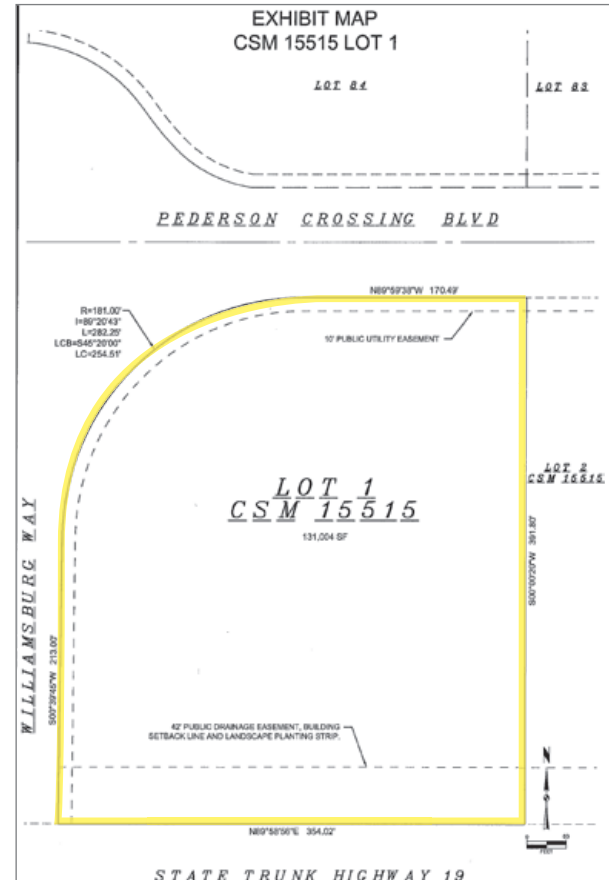 EXHIBIT MAP
CSM 15515 LOT 1
LOT 84
LOT 83
PEDERSON CROSSING BLVD
N89°59'38"W 170.49'
R=181.00'
I=89°20'43"
L=282.25'
LCB=S45°20'00"
LC=254.51'
10' PUBLIC UTILITY EASEMENT
LOT 2
CSM 15515
LOT 1
CSM 15515
131,004 SF
WILLIAMSBURG WAY
S00°39'45"W 213.00'
S00°00'20"W 391.80'
42' PUBLIC DRAINAGE EASEMENT, BUILDING
SETBACK LINE AND LANDSCAPE PLANTING STRIP.
N
N89°58'56"E 354.02'
0
FEET
STATE TRUNK HIGHWAY 19